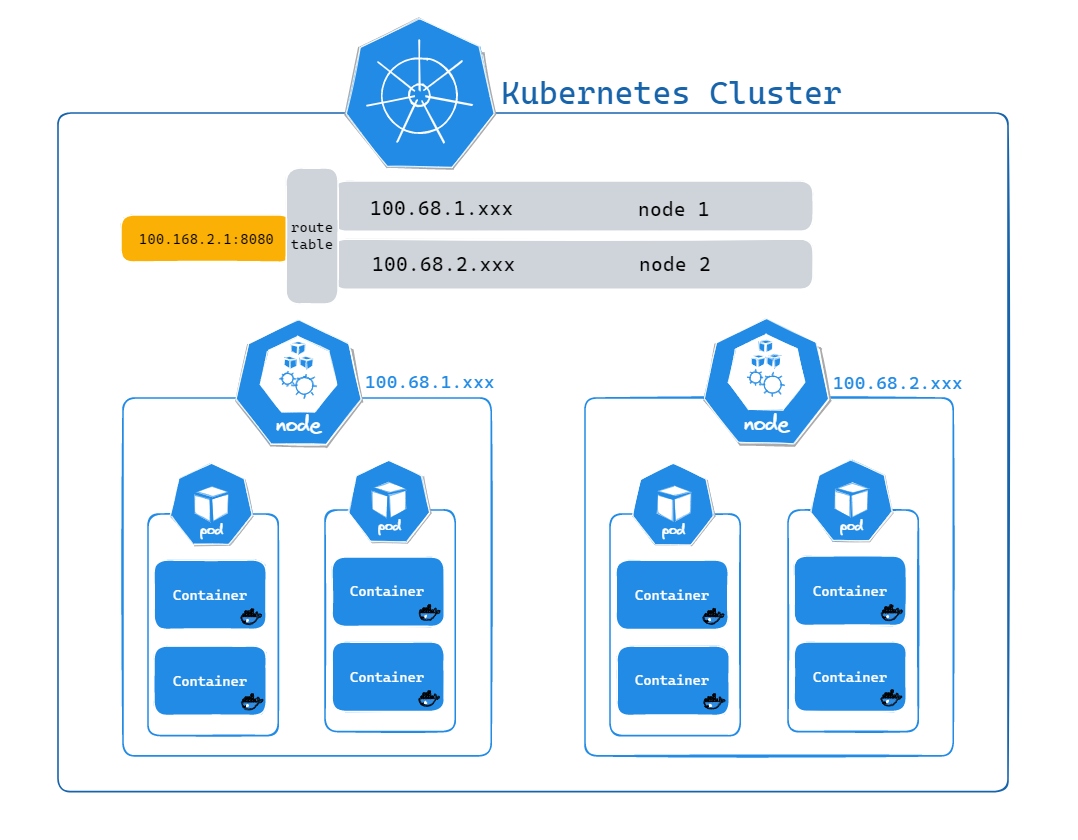 Kubernetes Cluster
100.68.1.xxx node 1
100.168.2.1:8080
route
table
100.68.2.xxx node 2
100.68.1.xxx
100.68.2.xxx
node
node
pod
pod
pod
pod
Container
Container
Container
Container
Container
Container
Container
Container